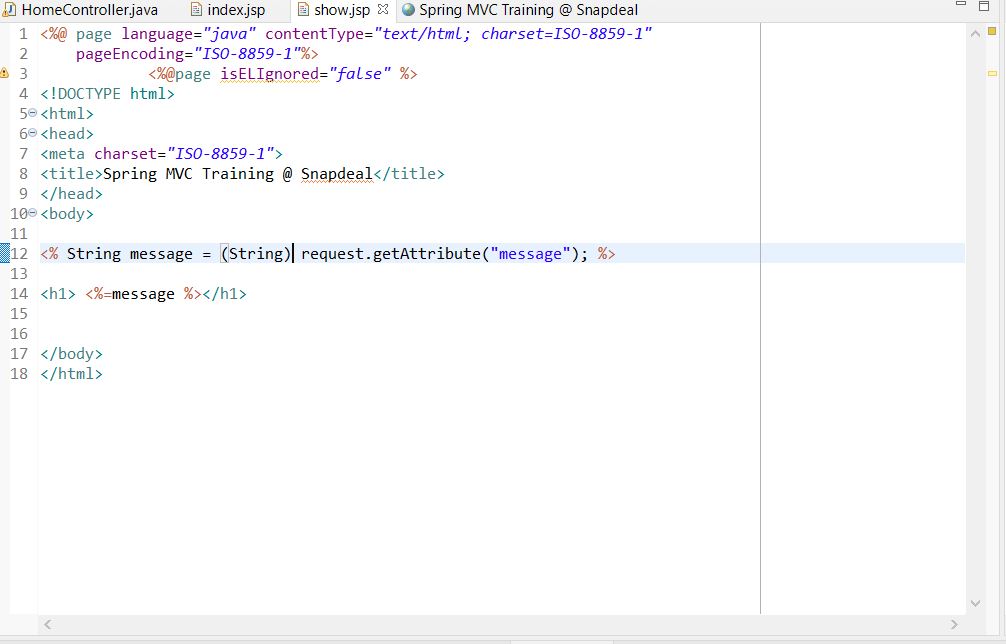 HomeController.java index.jsp show.jsp Spring MVC Training @ Snapdeal
1 <%@ page language="java" contentType="text/html; charset=ISO-8859-1"
2 pageEncoding="ISO-8859-1"%>
3 <%@page isELIgnored="false" %>
4 <!DOCTYPE html>
5 <html>
6 <head>
7 <meta charset="ISO-8859-1">
8 <title>Spring MVC Training @ Snapdeal</title>
9 </head>
10 <body>
11
12 <% String message = (String) request.getAttribute("message"); %>
13
14 <h1> <%=message %></h1>
15
16
17 </body>
18 </html>